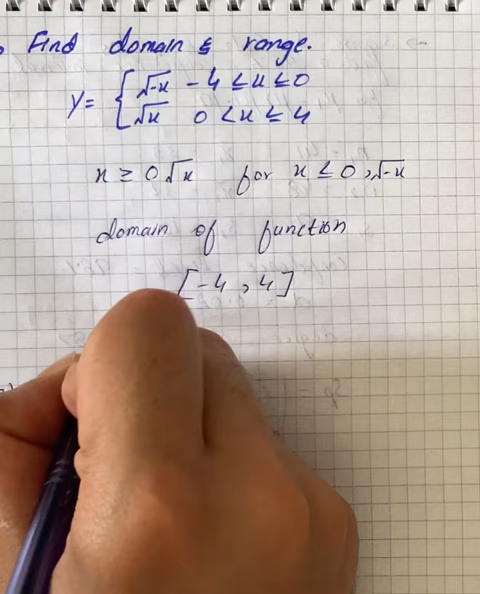 Find domain & range.
y= { √-x -4 ≤ x ≤ 0
√x 0 < x ≤ 4
x ≥ 0 √x for x ≤ 0, √-x
domain of function
[-4, 4]